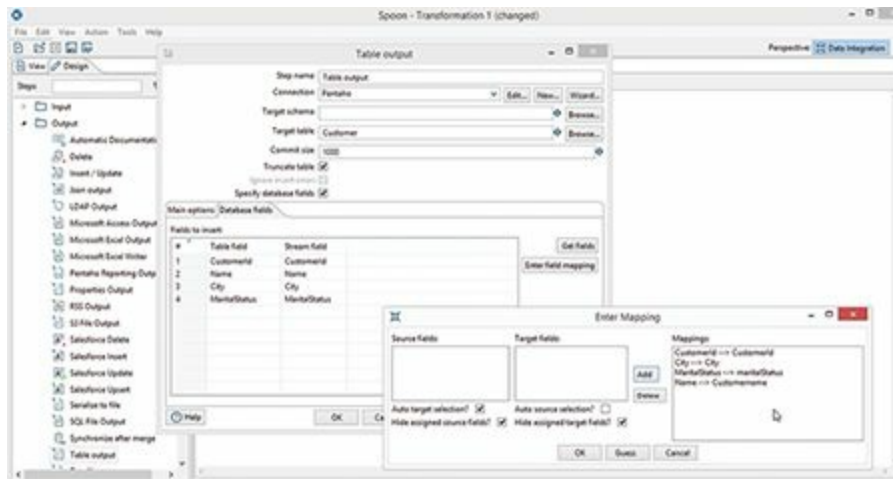 Spoon - Transformation 1 (changed)
File Edit View Action Tools Help
Perspective: Data Integration
View Design
Steps
Input
Output
Automatic Documentati
Delete
Insert / Update
Json output
LDAP Output
Microsoft Access Output
Microsoft Excel Output
Microsoft Excel Writer
Pentaho Reporting Outp
Properties Output
RSS Output
S3 File Output
Salesforce Delete
Salesforce Insert
Salesforce Update
Salesforce Upsert
Serialize to file
SQL File Output
Synchronize after merge
Table output
Table output
Step name Table output
Connection Pentaho Edit... New... Wizard...
Target schema Browse...
Target table Customer Browse...
Commit size 1000
Truncate table
Ignore insert errors
Specify database fields
Main options Database fields
Fields to insert:
# Table field Stream field
1 CustomerId CustomerId
2 Name Name
3 City City
4 MaritalStatus MaritalStatus
Get fields
Enter field mapping
Help OK Ca
Enter Mapping
Source fields: Target fields: Mappings:
CustomerId --> CustomerId
City --> City
MaritalStatus --> maritalStatus
Name --> Customername
Add
Delete
Auto target selection? Auto source selection?
Hide assigned source fields? Hide assigned target fields?
OK Guess Cancel